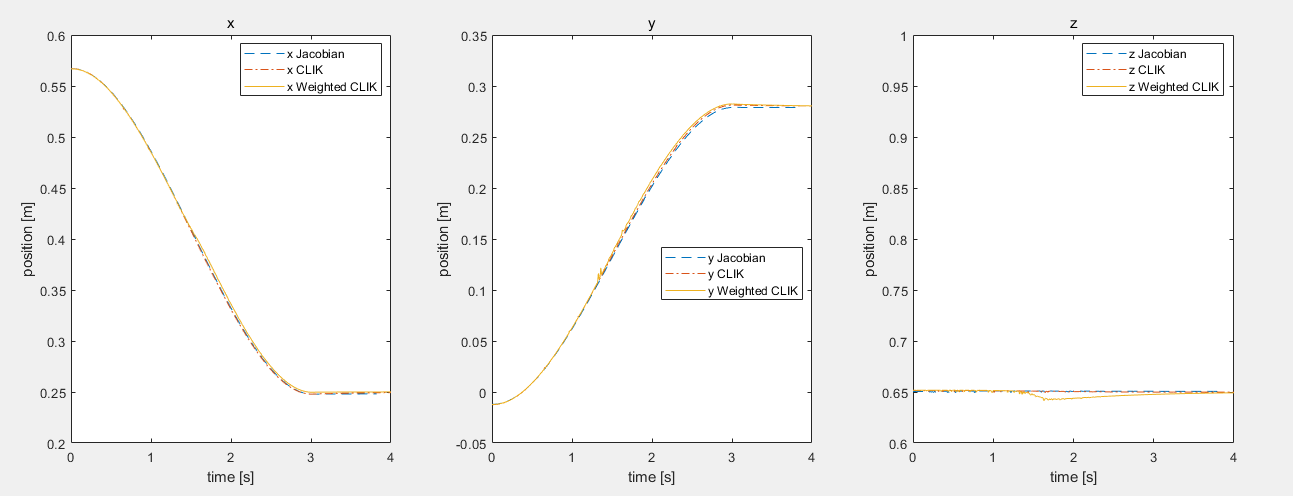 x
0.6
0.55
0.5
0.45
0.4
0.35
0.3
0.25
0.2
position [m]
0 1 2 3 4
time [s]
x Jacobian
x CLIK
x Weighted CLIK
y
0.35
0.3
0.25
0.2
0.15
0.1
0.05
0
-0.05
position [m]
0 1 2 3 4
time [s]
y Jacobian
y CLIK
y Weighted CLIK
z
1
0.95
0.9
0.85
0.8
0.75
0.7
0.65
0.6
position [m]
0 1 2 3 4
time [s]
z Jacobian
z CLIK
z Weighted CLIK